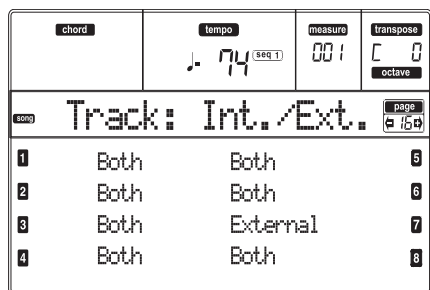 chord tempo measure transpose
♩= 74 seq 1 001 C 0
octave
song Track: Int./Ext. page
16
1 Both Both 5
2 Both Both 6
3 Both External 7
4 Both Both 8